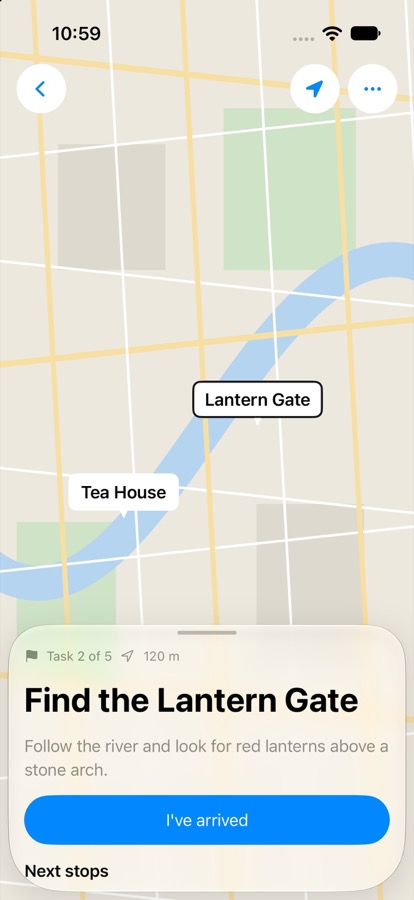 10:59
Lantern Gate
Tea House
Task 2 of 5 120 m
Find the Lantern Gate
Follow the river and look for red lanterns above a
stone arch.
I've arrived
Next stops